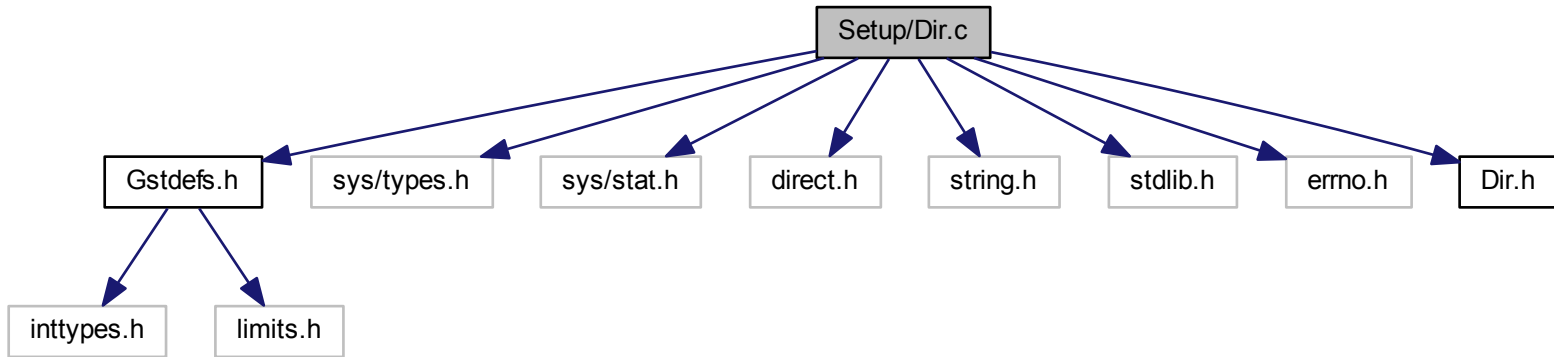 Setup/Dir.c
Gstdefs.h
sys/types.h
sys/stat.h
direct.h
string.h
stdlib.h
errno.h
Dir.h
inttypes.h
limits.h